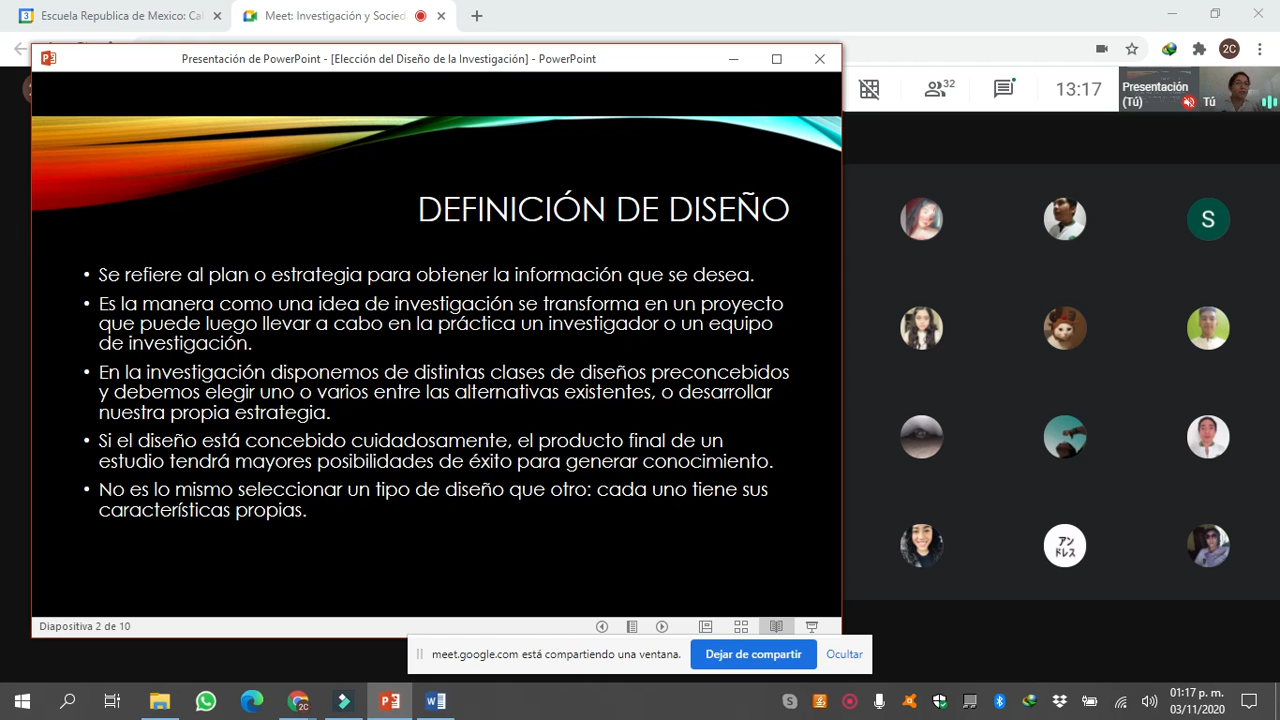 Escuela Republica de Mexico: Cal
Meet: Investigación y Socied
2C
Presentación de PowerPoint - [Elección del Diseño de la Investigación] - PowerPoint
32
13:17
Presentación
(Tú)
Tú
DEFINICIÓN DE DISEÑO
• Se refiere al plan o estrategia para obtener la información que se desea.
• Es la manera como una idea de investigación se transforma en un proyecto
que puede luego llevar a cabo en la práctica un investigador o un equipo
de investigación.
• En la investigación disponemos de distintas clases de diseños preconcebidos
y debemos elegir uno o varios entre las alternativas existentes, o desarrollar
nuestra propia estrategia.
• Si el diseño está concebido cuidadosamente, el producto final de un
estudio tendrá mayores posibilidades de éxito para generar conocimiento.
• No es lo mismo seleccionar un tipo de diseño que otro: cada uno tiene sus
características propias.
S
アン
ドレス
Diapositiva 2 de 10
meet.google.com está compartiendo una ventana.
Dejar de compartir
Ocultar
01:17 p. m.
03/11/2020